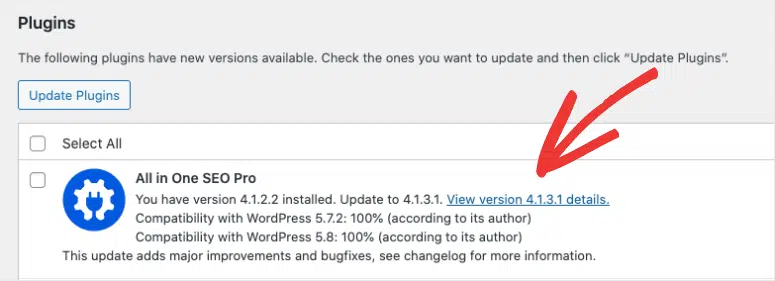 Plugins
The following plugins have new versions available. Check the ones you want to update and then click “Update Plugins”.
Update Plugins
Select All
All in One SEO Pro
You have version 4.1.2.2 installed. Update to 4.1.3.1. View version 4.1.3.1 details.
Compatibility with WordPress 5.7.2: 100% (according to its author)
Compatibility with WordPress 5.8: 100% (according to its author)
This update adds major improvements and bugfixes, see changelog for more information.